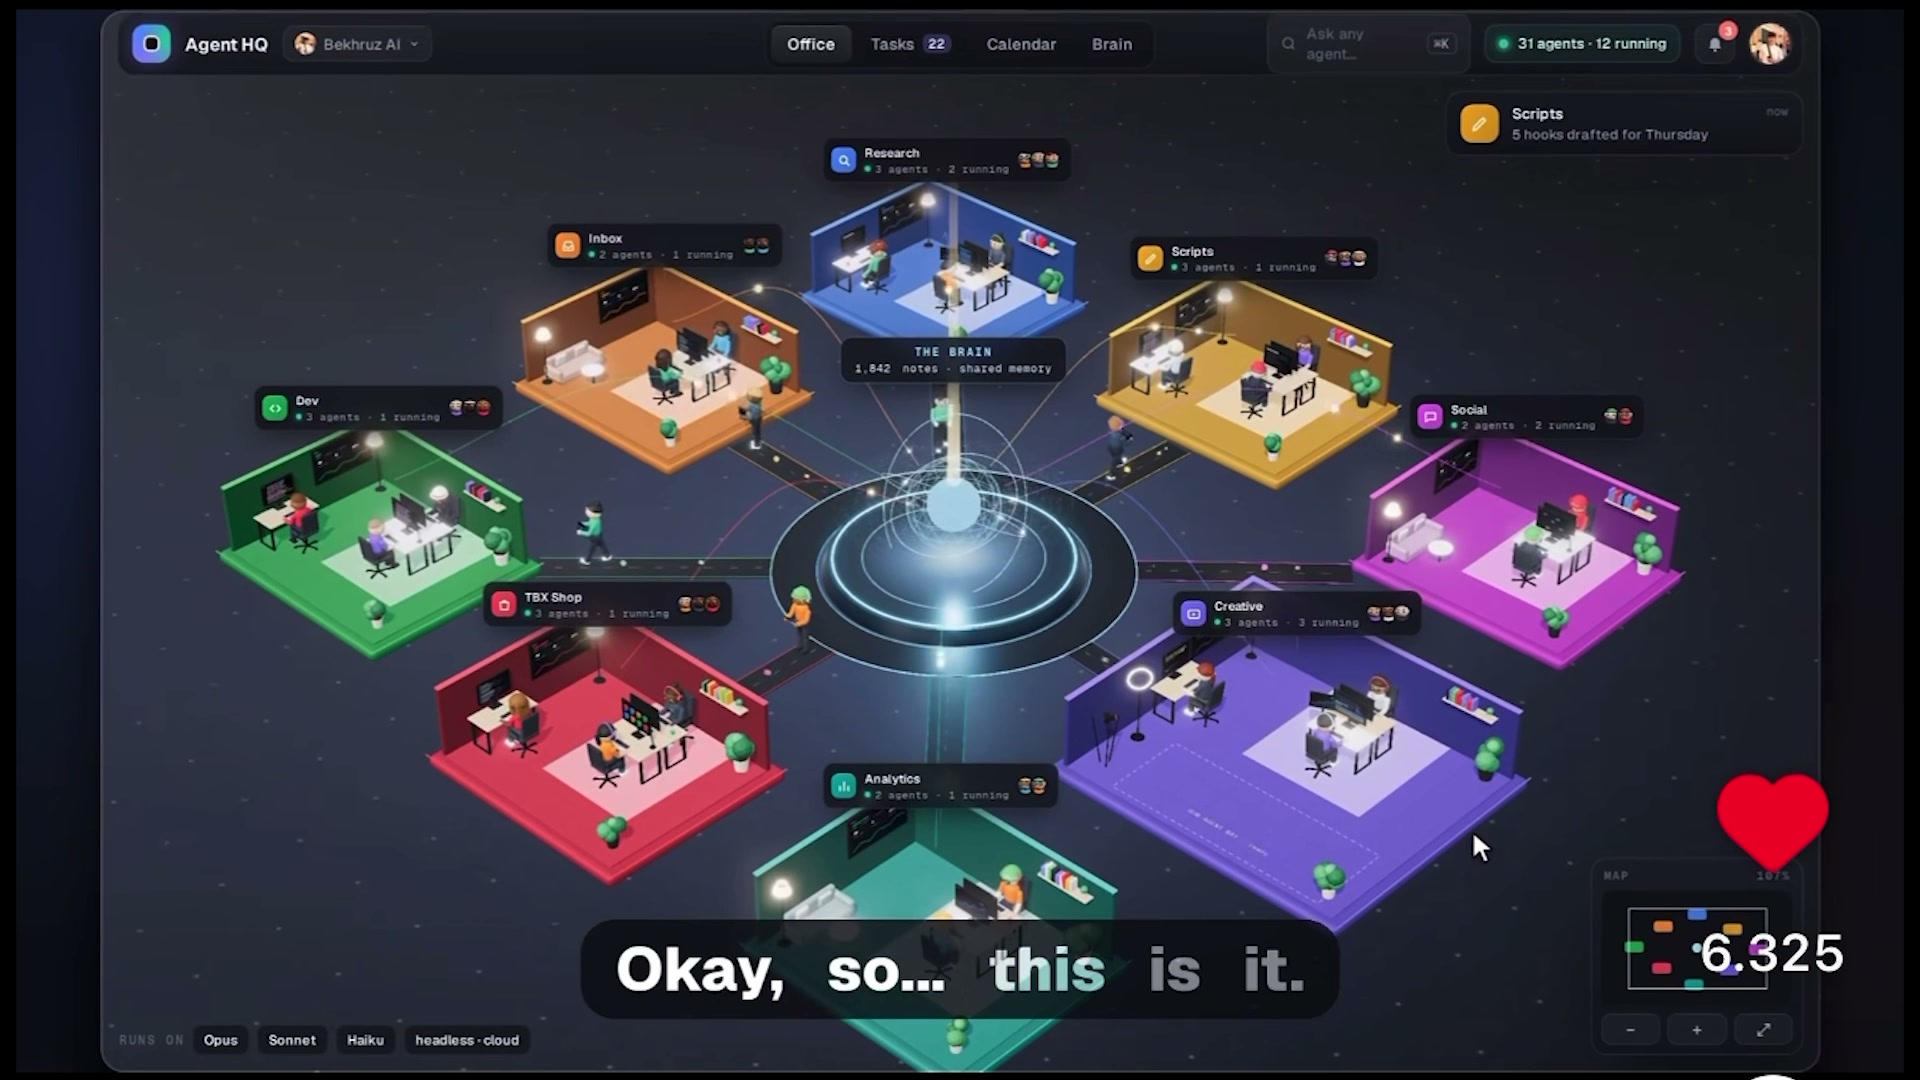 Agent HQ
Bekhruz AI
Office
Tasks 22
Calendar
Brain
Ask any agent...
⌘K
31 agents · 12 running
3
Scripts
now
5 hooks drafted for Thursday
Research
3 agents · 2 running
Inbox
2 agents · 1 running
Scripts
3 agents · 1 running
THE BRAIN
1,842 notes · shared memory
Dev
3 agents · 1 running
Social
2 agents · 2 running
TBX Shop
3 agents · 1 running
Creative
3 agents · 3 running
Analytics
2 agents · 1 running
MAP
107%
6.325
Okay, so... this is it.
RUNS ON
Opus
Sonnet
Haiku
headless · cloud